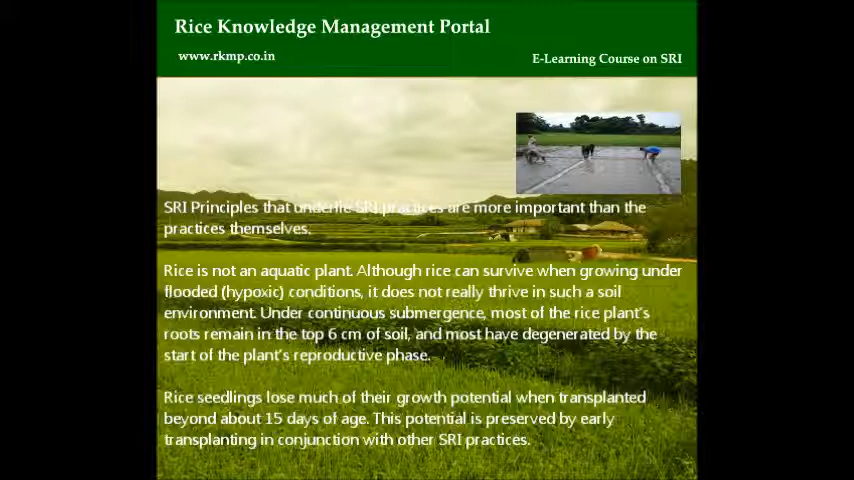 Rice Knowledge Management Portal
www.rkmp.co.in
E-Learning Course on SRI
SRI Principles that underlie SRI practices are more important than the
practices themselves.
Rice is not an aquatic plant. Although rice can survive when growing under
flooded (hypoxic) conditions, it does not really thrive in such a soil
environment. Under continuous submergence, most of the rice plant's
roots remain in the top 6 cm of soil, and most have degenerated by the
start of the plant's reproductive phase.
Rice seedlings lose much of their growth potential when transplanted
beyond about 15 days of age. This potential is preserved by early
transplanting in conjunction with other SRI practices.